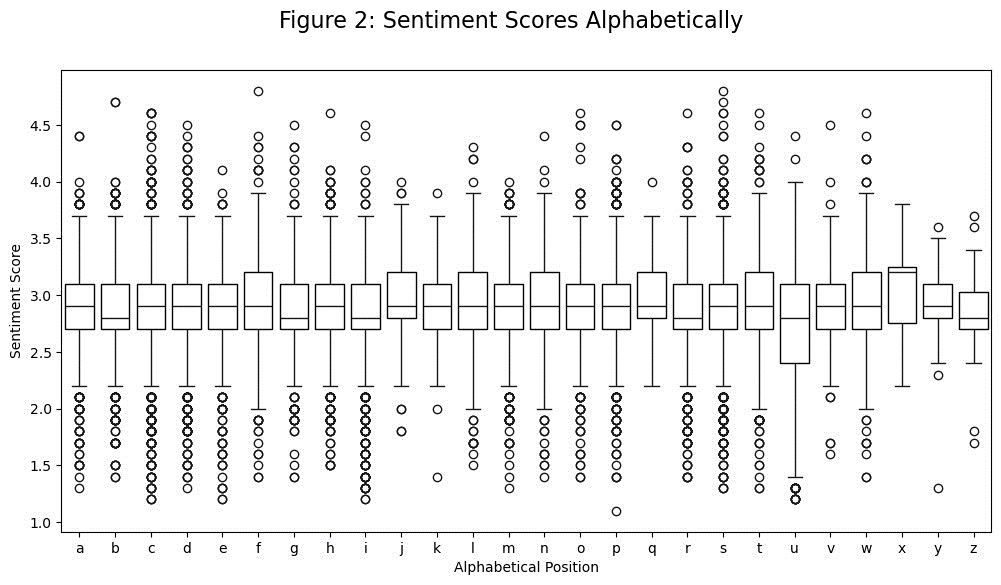 Figure 2: Sentiment Scores Alphabetically
4.5
4.0
3.5
3.0
2.5
2.0
1.5
1.0
Sentiment Score
a b c d e f g h i j k l m n o p q r s t u v w x y z
Alphabetical Position